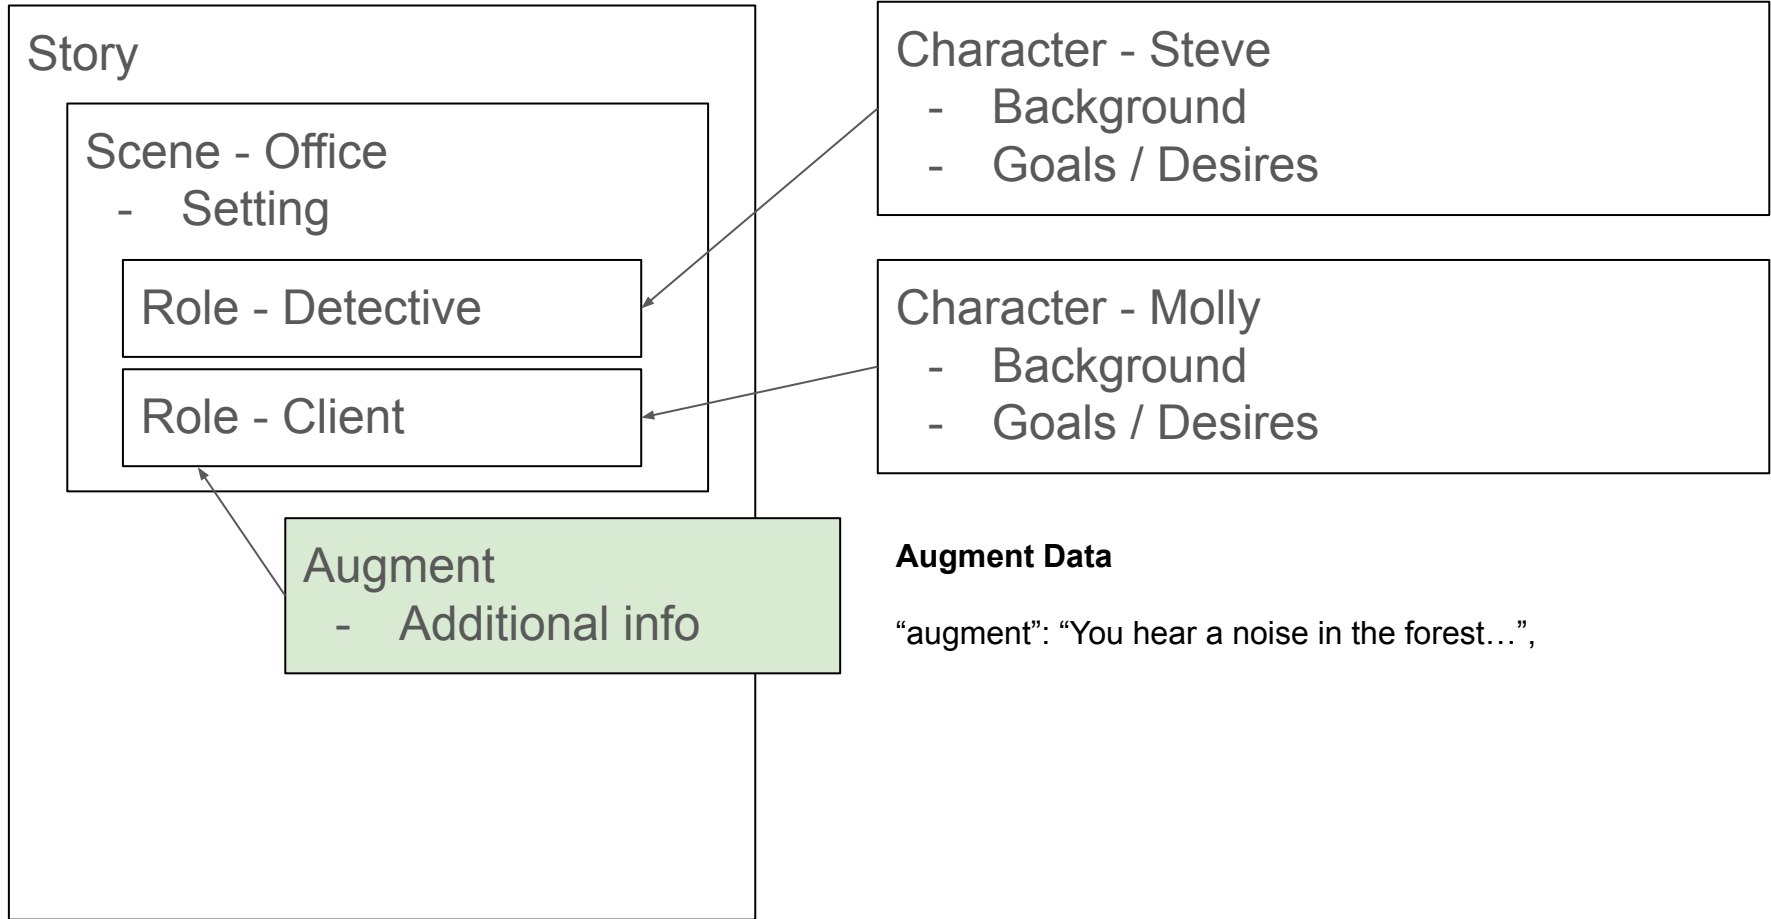 Story
Scene - Office
- Setting
Role - Detective
Role - Client
Augment
- Additional info
Character - Steve
- Background
- Goals / Desires
Character - Molly
- Background
- Goals / Desires
Augment Data
“augment”: “You hear a noise in the forest…”,